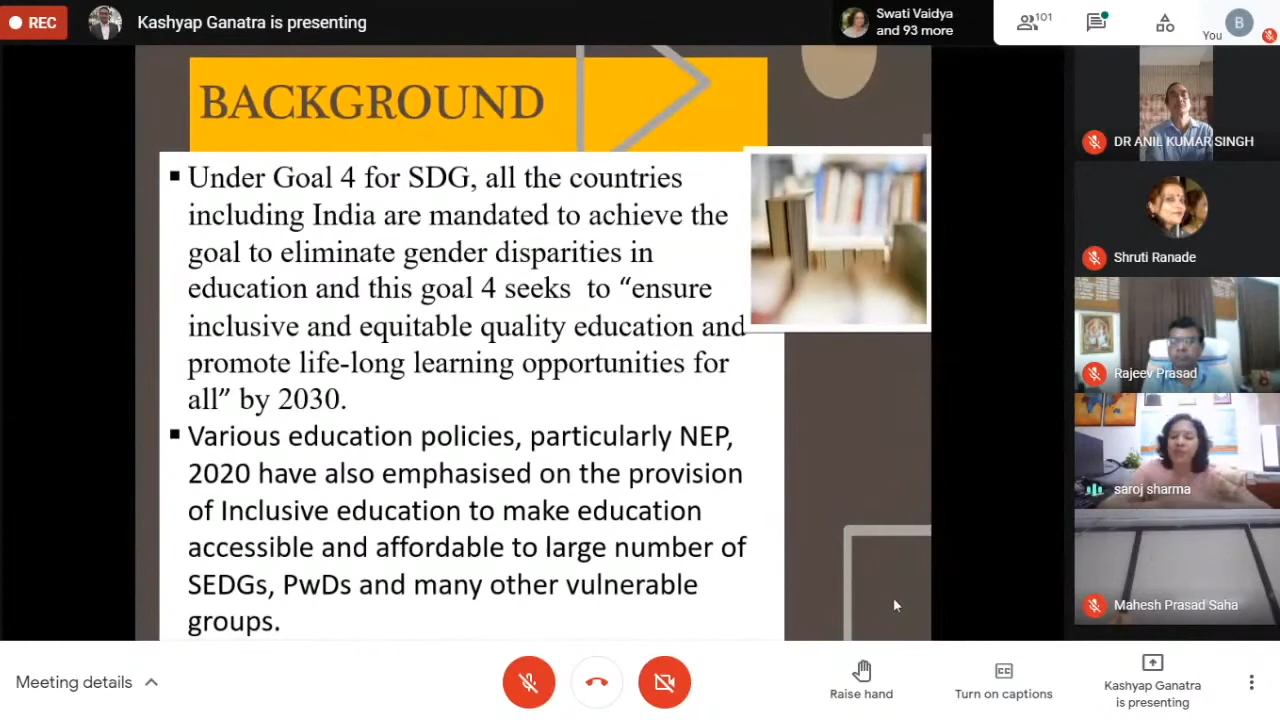 REC
Kashyap Ganatra is presenting
Swati Vaidya
and 93 more
101
B
You
BACKGROUND
▪ Under Goal 4 for SDG, all the countries
including India are mandated to achieve the
goal to eliminate gender disparities in
education and this goal 4 seeks to “ensure
inclusive and equitable quality education and
promote life-long learning opportunities for
all” by 2030.
▪ Various education policies, particularly NEP,
2020 have also emphasised on the provision
of Inclusive education to make education
accessible and affordable to large number of
SEDGs, PwDs and many other vulnerable
groups.
DR ANIL KUMAR SINGH
Shruti Ranade
Rajeev Prasad
saroj sharma
Mahesh Prasad Saha
Meeting details
Raise hand
CC
Turn on captions
Kashyap Ganatra
is presenting